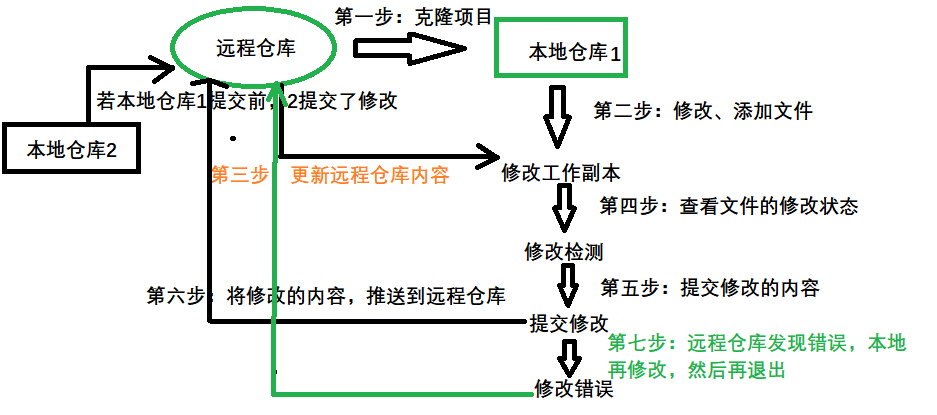 第一步：克隆项目
远程仓库
本地仓库1
若本地仓库1提交前，2提交了修改
第二步：修改、添加文件
本地仓库2
第三步 更新远程仓库内容
修改工作副本
第四步：查看文件的修改状态
修改检测
第六步：将修改的内容，推送到远程仓库
第五步：提交修改的内容
提交修改
第七步：远程仓库发现错误，本地
再修改，然后再退出
修改错误